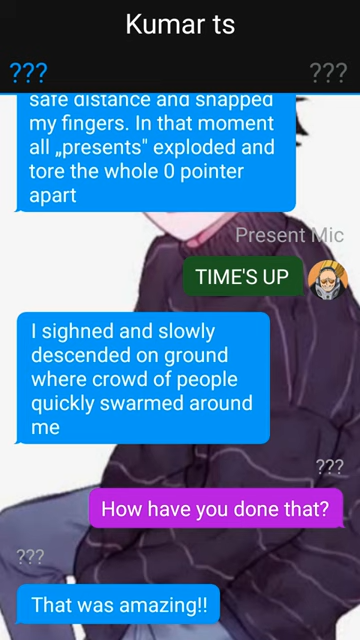 Kumar ts
??? ???
safe distance and snapped
my fingers. In that moment
all „presents" exploded and
tore the whole 0 pointer
apart
Present Mic
TIME'S UP
I sighned and slowly
descended on ground
where crowd of people
quickly swarmed around
me
???
How have you done that?
???
That was amazing!!